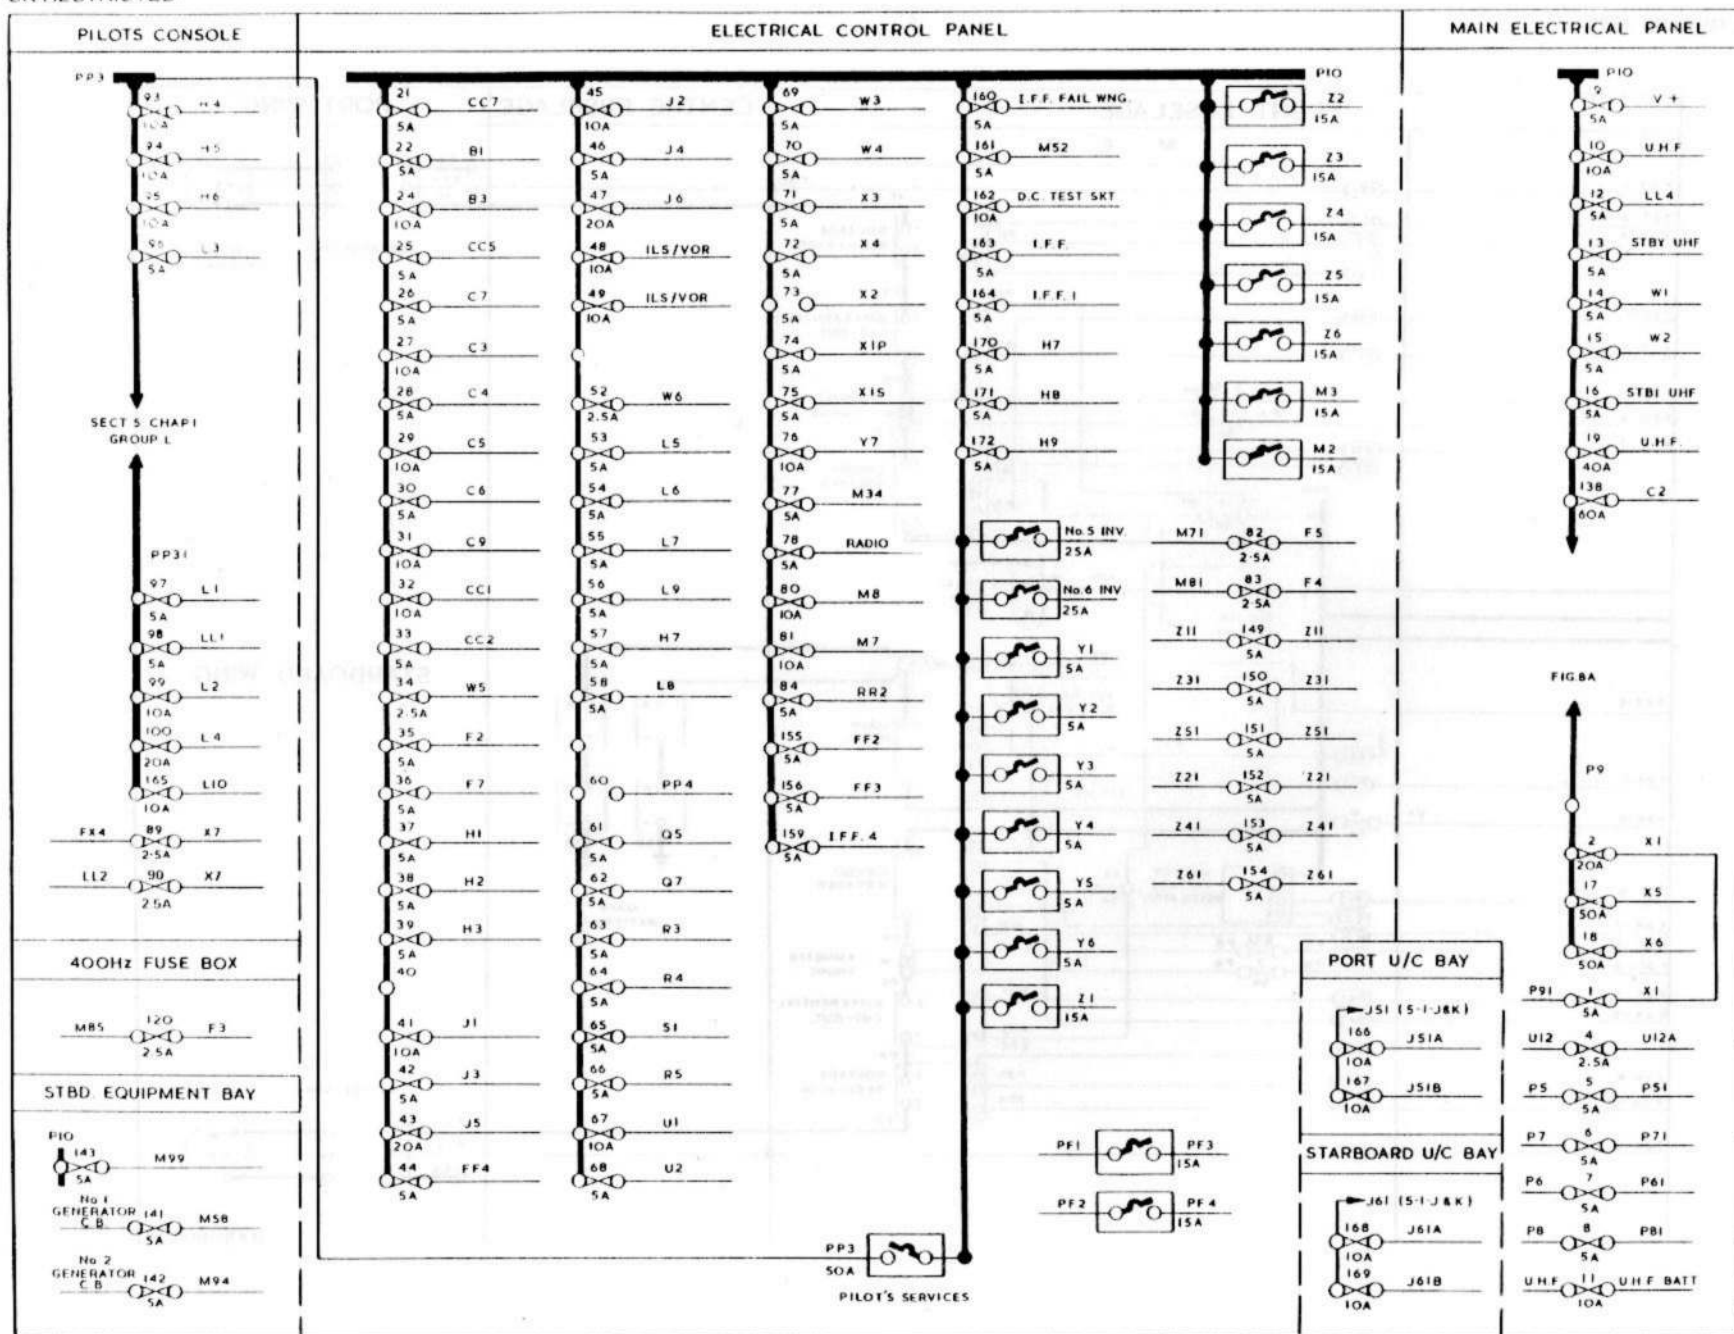 PILOTS CONSOLE
ELECTRICAL CONTROL PANEL
MAIN ELECTRICAL PANEL
PP3
93 H4
10A
94 H5
10A
95 H6
10A
96 L3
5A
SECT 5 CHAP 1
GROUP L
PP31
97 L1
5A
98 LL1
5A
99 L2
10A
100 L4
20A
165 L10
10A
FX4 89 X7
2·5A
LL2 90 X7
2.5A
400Hz FUSE BOX
M85 120 F3
2.5A
STBD. EQUIPMENT BAY
P10
143 M99
5A
No 1
GENERATOR
C B 141 M58
5A
No 2
GENERATOR
C B 142 M94
5A
P10
21 CC7
5A
22 B1
5A
24 B3
10A
25 CC5
5A
26 C7
5A
27 C3
10A
28 C4
5A
29 C5
10A
30 C6
5A
31 C9
10A
32 CC1
10A
33 CC2
5A
W5
2·5A
35 F2
5A
36 F7
5A
37 H1
5A
38 H2
5A
39 H3
5A
40
41 J1
10A
42 J3
5A
43 J5
20A
44 FF4
5A
45 J2
10A
46 J4
5A
47 J6
20A
48 ILS/VOR
10A
49 ILS/VOR
10A
52 W6
2·5A
53 L5
5A
54 L6
5A
55 L7
5A
56 L9
5A
57 H7
5A
58 L8
5A
60 PP4
61 Q5
5A
62 Q7
5A
63 R3
5A
64 R4
5A
65 S1
5A
66 R5
5A
67 U1
10A
68 U2
5A
69 W3
5A
70 W4
5A
71 X3
5A
72 X4
5A
73 X2
5A
74 X1P
5A
75 X1S
5A
76 Y7
10A
77 M34
5A
78 RADIO
5A
80 M8
10A
81 M7
10A
84 RR2
5A
155 FF2
5A
156 FF3
5A
159 I.F.F. 4
5A
160 I.F.F. FAIL WNG
5A
161 M52
5A
162 D.C. TEST SKT
10A
163 I.F.F.
5A
164 I.F.F. 1
5A
170 H7
5A
171 H8
5A
172 H9
5A
No.5 INV.
25A
No.6 INV
25A
Y1
5A
Y2
5A
Y3
5A
Y4
5A
Y5
5A
Y6
5A
Z1
15A
PP3
50A
PILOT'S SERVICES
Z2
15A
Z3
15A
Z4
15A
Z5
15A
Z6
15A
M3
15A
M2
15A
M71 82 F5
2·5A
M81 83 F4
2·5A
Z11 149 Z11
5A
Z31 150 Z31
5A
Z51 151 Z51
5A
Z21 152 Z21
5A
Z41 153 Z41
5A
Z61 154 Z61
5A
PF1 PF3
15A
PF2 PF4
15A
PORT U/C BAY
J51 (5-1-J&K)
166 J51A
10A
167 J51B
10A
STARBOARD U/C BAY
J61 (5-1-J&K)
168 J61A
10A
169 J61B
10A
P10
9 V+
5A
10 U.H.F
10A
12 LL4
5A
13 STBY UHF
5A
14 W1
5A
15 W2
5A
16 STBI UHF
5A
19 U.H.F.
40A
138 C2
60A
FIG.8A
P9
2 X1
20A
17 X5
50A
18 X6
50A
P91 1 X1
5A
U12 4 U12A
2.5A
P5 5 P51
5A
P7 6 P71
5A
P6 7 P61
5A
P8 8 P81
5A
U.H.F 11 U.H.F BATT
10A